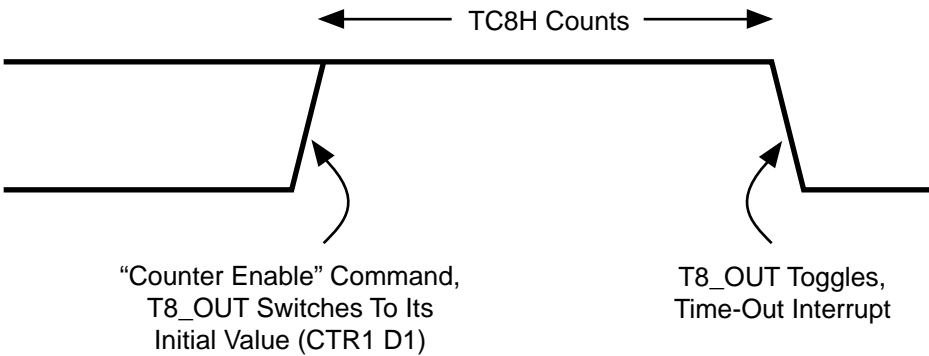 TC8H Counts
“Counter Enable” Command,
T8_OUT Switches To Its
Initial Value (CTR1 D1)
T8_OUT Toggles,
Time-Out Interrupt